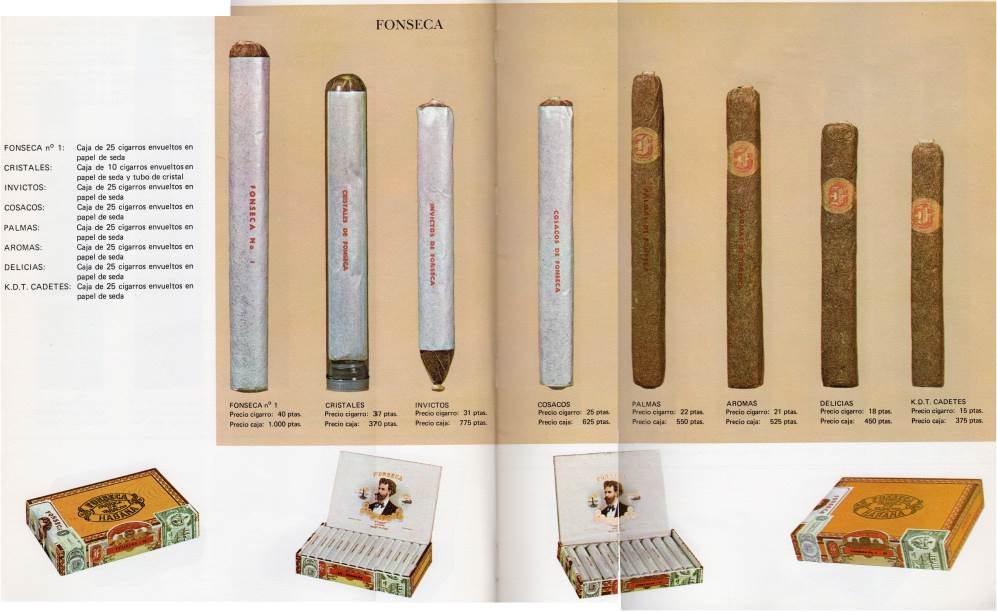 FONSECA
FONSECA nº 1: Caja de 25 cigarros envueltos en
papel de seda
CRISTALES: Caja de 10 cigarros envueltos en
papel de seda y tubo de cristal
INVICTOS: Caja de 25 cigarros envueltos en
papel de seda
COSACOS: Caja de 25 cigarros envueltos en
papel de seda
PALMAS: Caja de 25 cigarros envueltos en
papel de seda
AROMAS: Caja de 25 cigarros envueltos en
papel de seda
DELICIAS: Caja de 25 cigarros envueltos en
papel de seda
K.D.T. CADETES: Caja de 25 cigarros envueltos en
papel de seda
FONSECA No. 1
CRISTALES DE FONSECA
INVICTOS DE FONSECA
COSACOS DE FONSECA
FONSECA nº 1
Precio cigarro: 40 ptas.
Precio caja: 1.000 ptas.
CRISTALES
Precio cigarro: 37 ptas.
Precio caja: 370 ptas.
INVICTOS
Precio cigarro: 31 ptas.
Precio caja: 775 ptas.
COSACOS
Precio cigarro: 25 ptas.
Precio caja: 625 ptas.
PALMAS
Precio cigarro: 22 ptas.
Precio caja: 550 ptas.
AROMAS
Precio cigarro: 21 ptas.
Precio caja: 525 ptas.
DELICIAS
Precio cigarro: 18 ptas.
Precio caja: 450 ptas.
K.D.T. CADETES
Precio cigarro: 15 ptas.
Precio caja: 375 ptas.
FONSECA
HABANA
FONSECA
FONSECA
FONSECA
HABANA